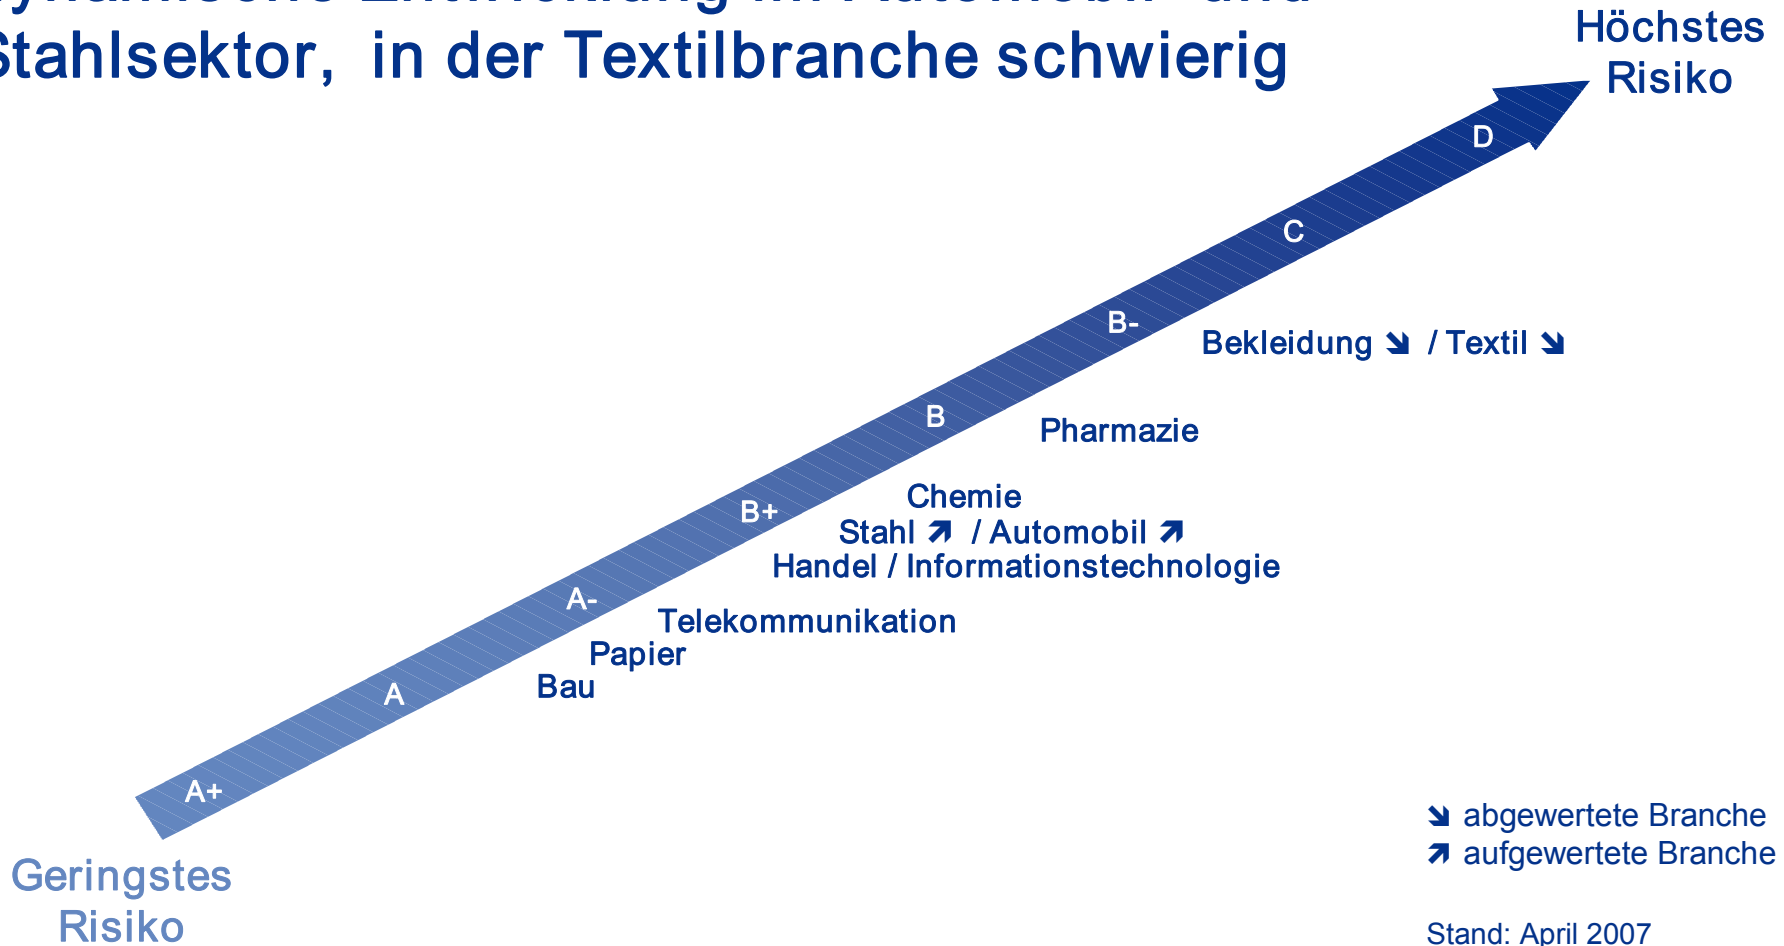 Stahlsektor, in der Textilbranche schwierig
Höchstes
Risiko
D
C
B-
Bekleidung ↘ / Textil ↘
B
Pharmazie
Chemie
B+
Stahl ↗ / Automobil ↗
Handel / Informationstechnologie
A-
Telekommunikation
Papier
Bau
A
A+
↘ abgewertete Branche
↗ aufgewertete Branche
Geringstes
Risiko
Stand: April 2007